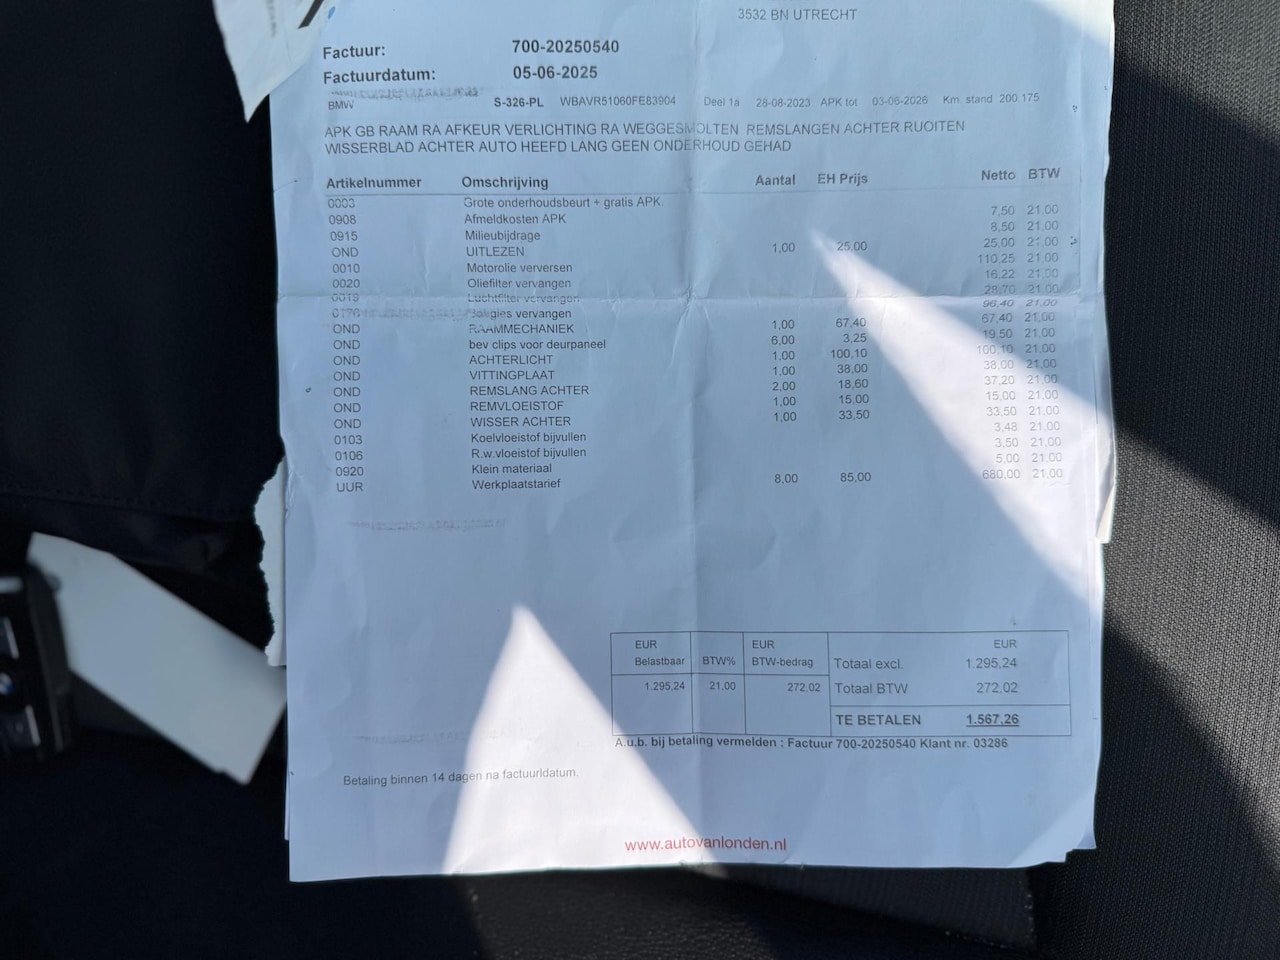 3532 BN UTRECHT
Factuur: 700-20250540
Factuurdatum: 05-06-2025
BMW S-326-PL WBAVR51060FE83904 Deel 1a 28-08-2023 APK tot 03-06-2026 Km. stand 200.175
APK GB RAAM RA AFKEUR VERLICHTING RA WEGGESMOLTEN REMSLANGEN ACHTER RUOITEN
WISSERBLAD ACHTER AUTO HEEFD LANG GEEN ONDERHOUD GEHAD
Artikelnummer Omschrijving Aantal EH Prijs Netto BTW
0003 Grote onderhoudsbeurt + gratis APK
0908 Afmeldkosten APK 7,50 21,00
0915 Milieubijdrage 8,50 21,00
OND UITLEZEN 1,00 25,00 25,00 21,00
0010 Motorolie verversen 110,25 21,00
0020 Oliefilter vervangen 16,22 21,00
0018 Luchtfilter vervangen 28,70 21,00
0170 Bougies vervangen 96,40 21,00
OND RAAMMECHANIEK 1,00 67,40 67,40 21,00
OND bev clips voor deurpaneel 6,00 3,25 19,50 21,00
OND ACHTERLICHT 1,00 100,10 100,10 21,00
OND VITTINGPLAAT 1,00 38,00 38,00 21,00
OND REMSLANG ACHTER 2,00 18,60 37,20 21,00
OND REMVLOEISTOF 1,00 15,00 15,00 21,00
OND WISSER ACHTER 1,00 33,50 33,50 21,00
0103 Koelvloeistof bijvullen 3,48 21,00
0106 R.w.vloeistof bijvullen 3,50 21,00
0920 Klein materiaal 5,00 21,00
UUR Werkplaatstarief 8,00 85,00 680,00 21,00
EUR EUR EUR
Belastbaar BTW% BTW-bedrag Totaal excl. 1.295,24
1.295,24 21,00 272,02 Totaal BTW 272,02
TE BETALEN 1.567,26
A.u.b. bij betaling vermelden : Factuur 700-20250540 Klant nr. 03286
Betaling binnen 14 dagen na factuurldatum.
www.autovanlonden.nl